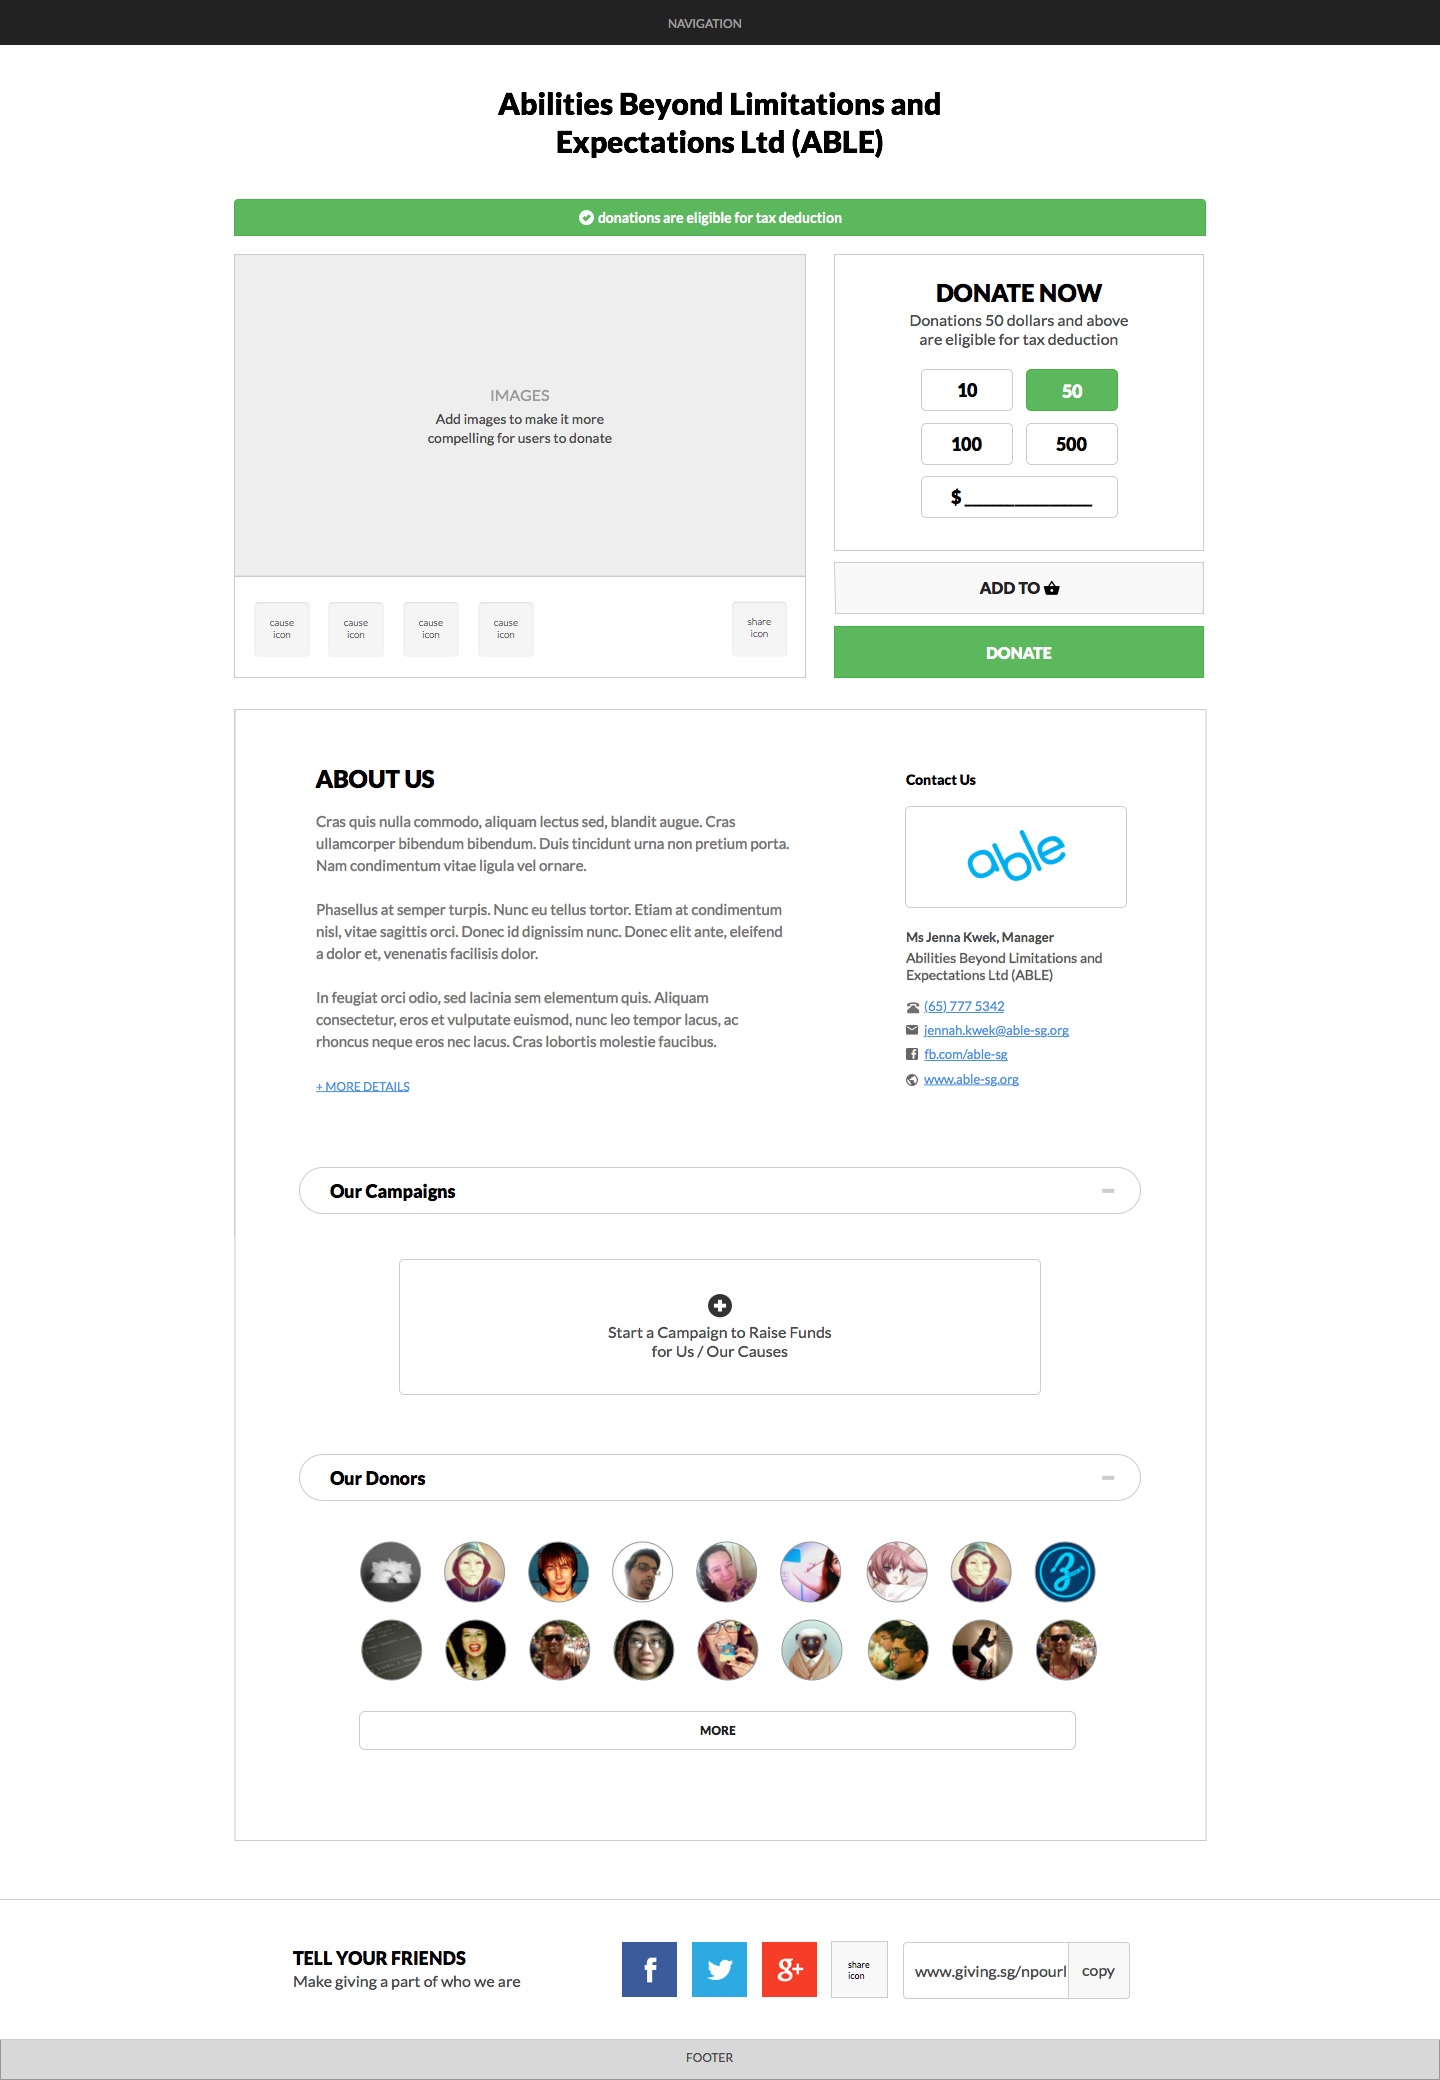 NAVIGATION
Abilities Beyond Limitations and
Expectations Ltd (ABLE)
donations are eligible for tax deduction
IMAGES
Add images to make it more
compelling for users to donate
cause
icon
cause
icon
cause
icon
cause
icon
share
icon
DONATE NOW
Donations 50 dollars and above
are eligible for tax deduction
10
50
100
500
$ ______________
ADD TO
DONATE
ABOUT US
Cras quis nulla commodo, aliquam lectus sed, blandit augue. Cras
ullamcorper bibendum bibendum. Duis tincidunt urna non pretium porta.
Nam condimentum vitae ligula vel ornare.
Phasellus at semper turpis. Nunc eu tellus tortor. Etiam at condimentum
nisl, vitae sagittis orci. Donec id dignissim nunc. Donec elit ante, eleifend
a dolor et, venenatis facilisis dolor.
In feugiat orci odio, sed lacinia sem elementum quis. Aliquam
consectetur, eros et vulputate euismod, nunc leo tempor lacus, ac
rhoncus neque eros nec lacus. Cras lobortis molestie faucibus.
+ MORE DETAILS
Contact Us
able
Ms Jenna Kwek, Manager
Abilities Beyond Limitations and
Expectations Ltd (ABLE)
(65) 777 5342
jennah.kwek@able-sg.org
fb.com/able-sg
www.able-sg.org
Our Campaigns
Start a Campaign to Raise Funds
for Us / Our Causes
Our Donors
MORE
TELL YOUR FRIENDS
Make giving a part of who we are
f
g+
share
icon
www.giving.sg/npourl
copy
FOOTER